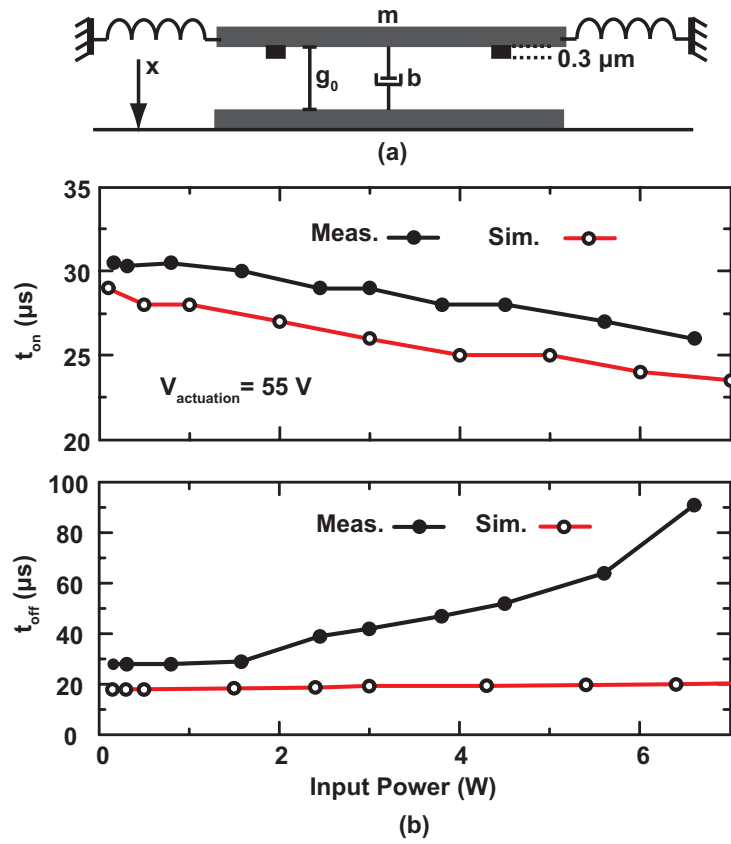 m
x
g0
b
0.3 µm
(a)
35
30
25
20
ton (µs)
Meas.
Sim.
Vactuation= 55 V
100
80
60
40
20
0
toff (µs)
Meas.
Sim.
0 2 4 6
Input Power (W)
(b)